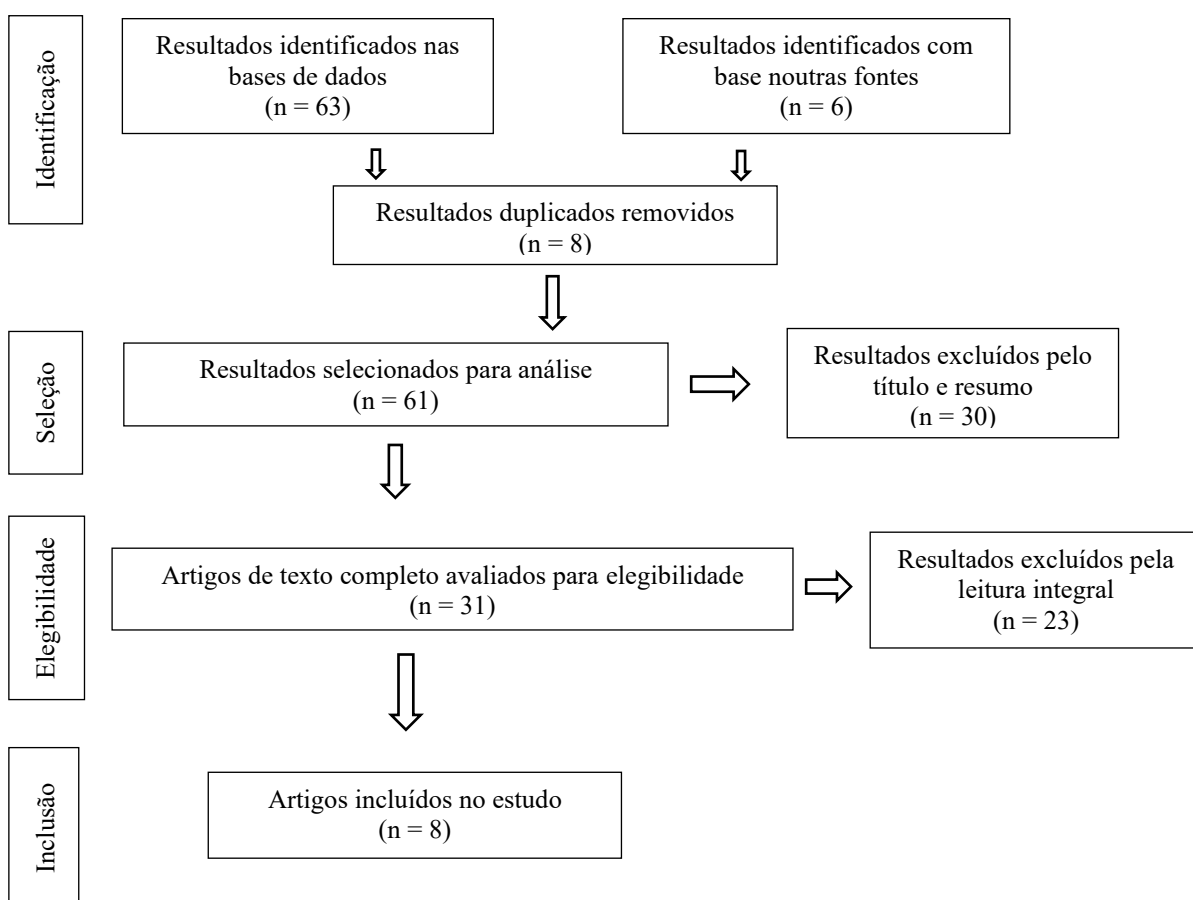 Identificação
Resultados identificados nas
bases de dados
(n = 63)
Resultados identificados com
base noutras fontes
(n = 6)
Resultados duplicados removidos
(n = 8)
Seleção
Resultados selecionados para análise
(n = 61)
Resultados excluídos pelo
título e resumo
(n = 30)
Elegibilidade
Artigos de texto completo avaliados para elegibilidade
(n = 31)
Resultados excluídos pela
leitura integral
(n = 23)
Inclusão
Artigos incluídos no estudo
(n = 8)